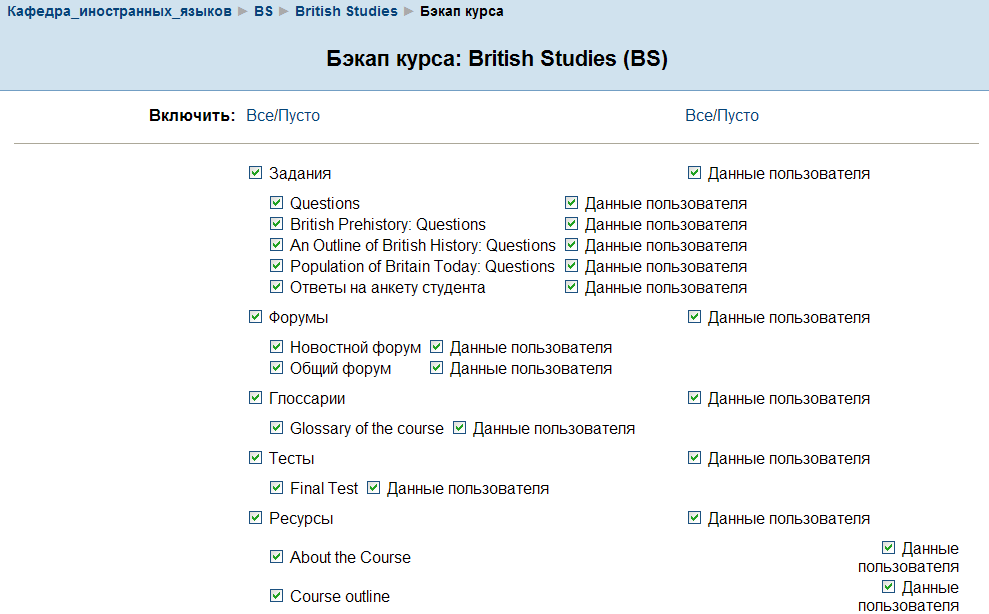 Кафедра_иностранных_языков ► BS ► British Studies ► Бэкап курса
Бэкап курса: British Studies (BS)
Включить: Все/Пусто Все/Пусто
Задания Данные пользователя
Questions Данные пользователя
British Prehistory: Questions Данные пользователя
An Outline of British History: Questions Данные пользователя
Population of Britain Today: Questions Данные пользователя
Ответы на анкету студента Данные пользователя
Форумы Данные пользователя
Новостной форум Данные пользователя
Общий форум Данные пользователя
Глоссарии Данные пользователя
Glossary of the course Данные пользователя
Тесты Данные пользователя
Final Test Данные пользователя
Ресурсы Данные пользователя
About the Course Данные
пользователя
Course outline Данные
пользователя